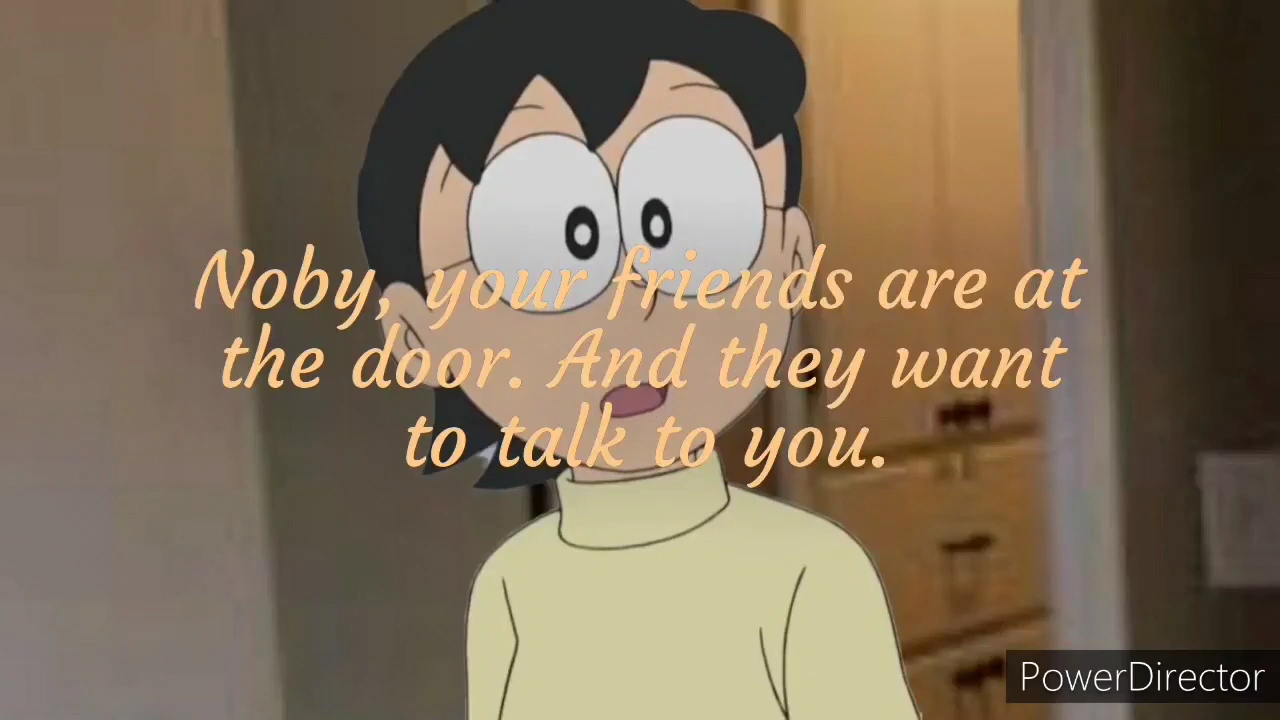 Noby, your friends are at
the door. And they want
to talk to you.
PowerDirector